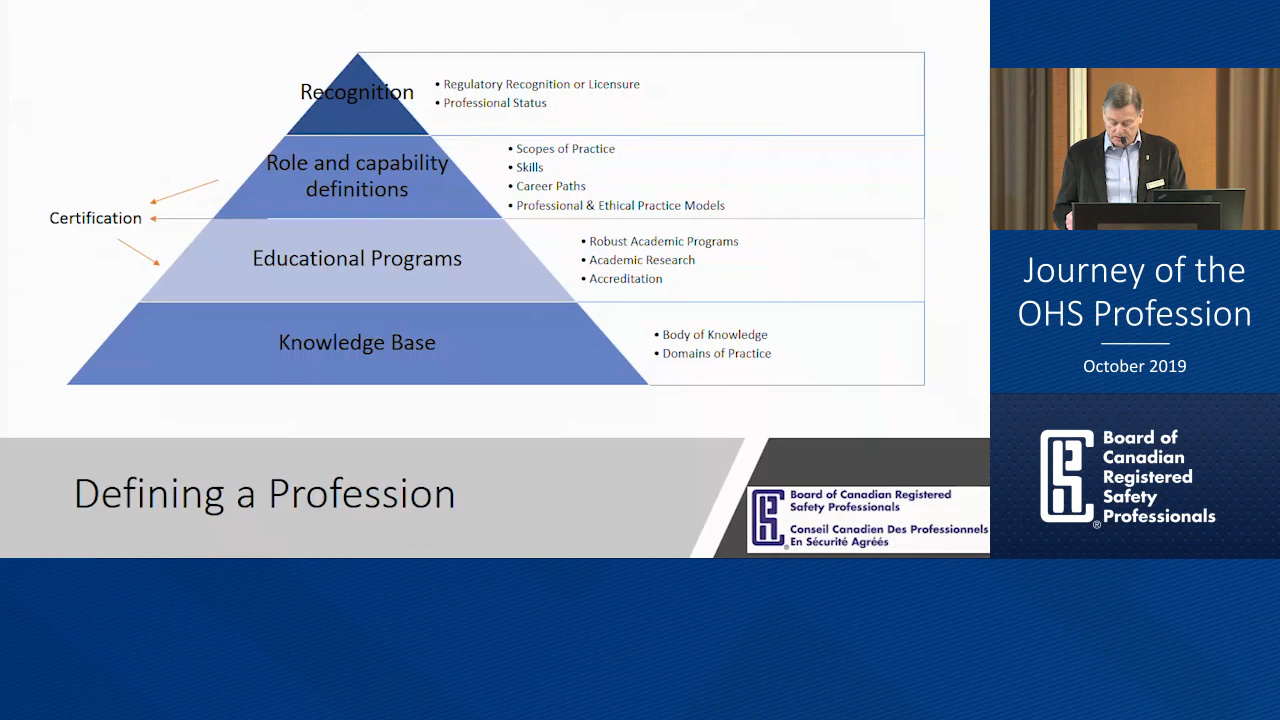 Recognition
• Regulatory Recognition or Licensure
• Professional Status
Role and capability
definitions
• Scopes of Practice
• Skills
• Career Paths
• Professional & Ethical Practice Models
Certification
Educational Programs
• Robust Academic Programs
• Academic Research
• Accreditation
Knowledge Base
• Body of Knowledge
• Domains of Practice
Defining a Profession
Board of Canadian Registered
Safety Professionals
Conseil Canadien Des Professionnels
En Sécurité Agréés
®
Journey of the
OHS Profession
October 2019
Board of
Canadian
Registered
Safety
Professionals
®